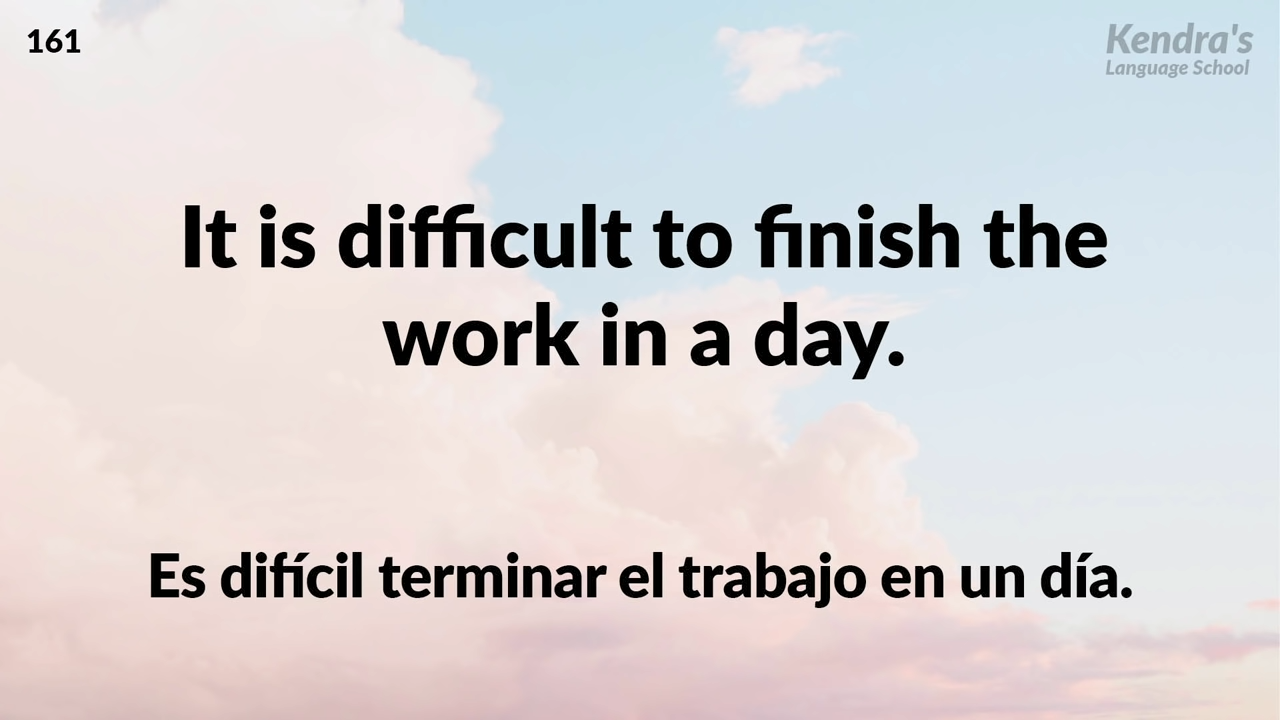 161
Kendra's
Language School
It is difficult to finish the
work in a day.
Es difícil terminar el trabajo en un día.